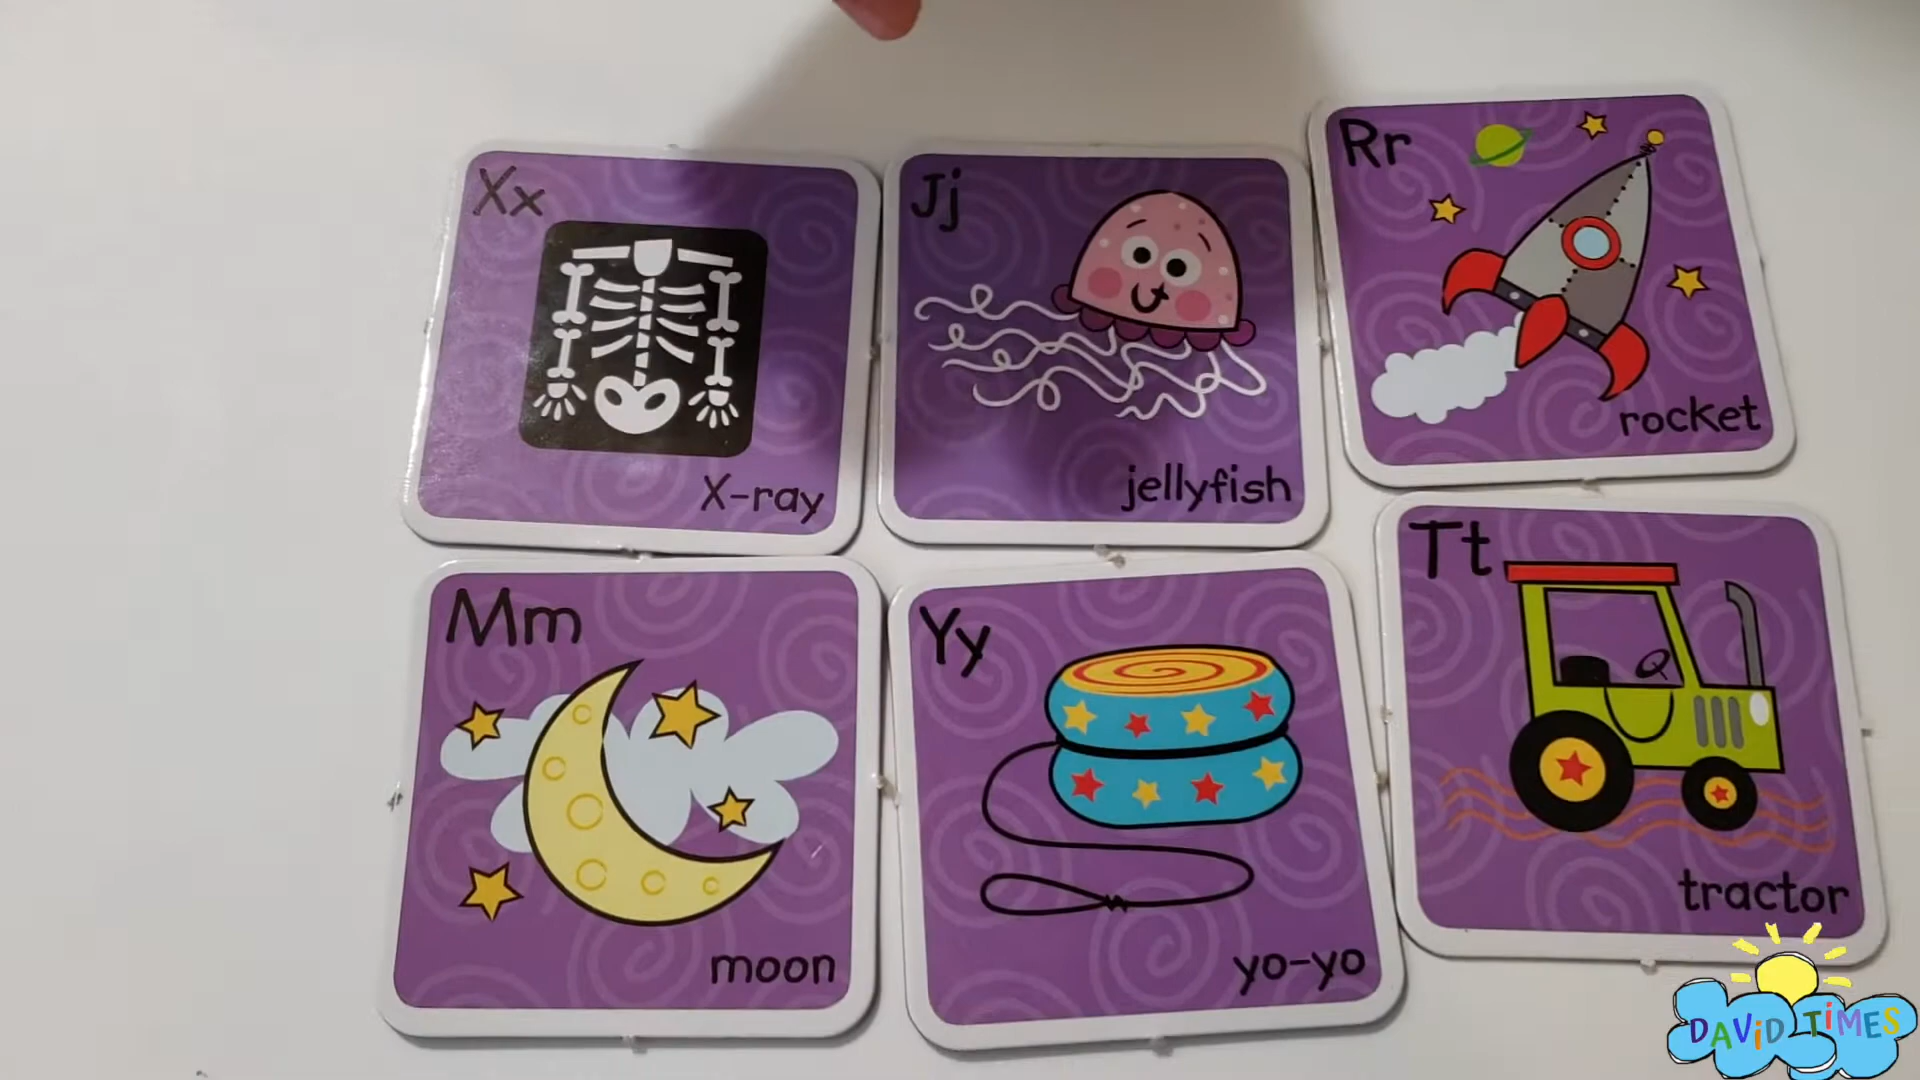 Xx
X-ray
Jj
jellyfish
Rr
rocket
Mm
moon
Yy
yo-yo
Tt
tractor
DAViD TiMES